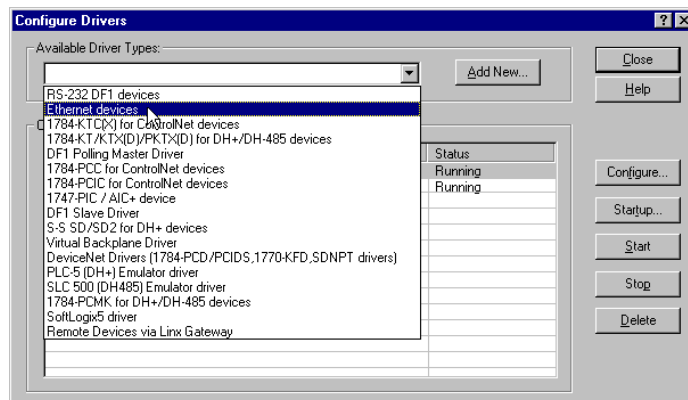 Configure Drivers
Available Driver Types:
Add New...
Close
Help
RS-232 DF1 devices
Ethernet devices
1784-KTC(X) for ControlNet devices
1784-KT/KTX(D)/PKTX(D) for DH+/DH-485 devices
DF1 Polling Master Driver
1784-PCC for ControlNet devices
1784-PCIC for ControlNet devices
1747-PIC / AIC+ device
DF1 Slave Driver
S-S SD/SD2 for DH+ devices
Virtual Backplane Driver
DeviceNet Drivers (1784-PCD/PCIDS,1770-KFD,SDNPT drivers)
PLC-5 (DH+) Emulator driver
SLC 500 (DH485) Emulator driver
1784-PCMK for DH+/DH-485 devices
SoftLogix5 driver
Remote Devices via Linx Gateway
Status
Running
Running
Configure...
Startup...
Start
Stop
Delete